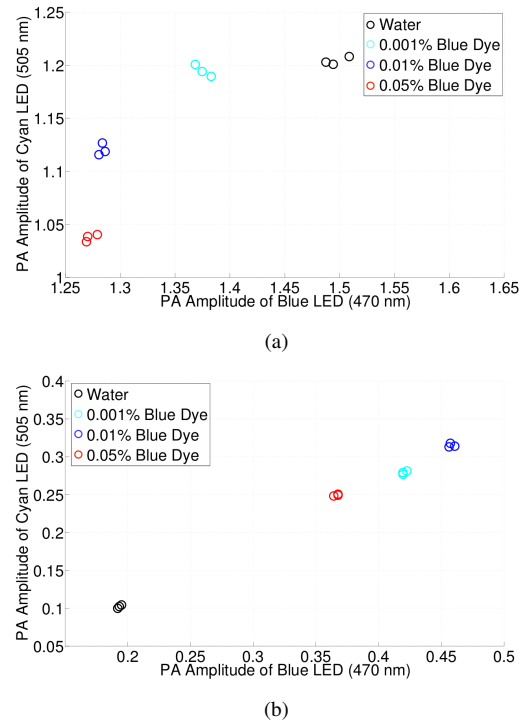 1.25
1.2
1.15
1.1
1.05
1
PA Amplitude of Cyan LED (505 nm)
Water
0.001% Blue Dye
0.01% Blue Dye
0.05% Blue Dye
1.25 1.3 1.35 1.4 1.45 1.5 1.55 1.6 1.65
PA Amplitude of Blue LED (470 nm)
(a)
0.4
0.35
0.3
0.25
0.2
0.15
0.1
0.05
PA Amplitude of Cyan LED (505 nm)
Water
0.001% Blue Dye
0.01% Blue Dye
0.05% Blue Dye
0.2 0.25 0.3 0.35 0.4 0.45 0.5
PA Amplitude of Blue LED (470 nm)
(b)